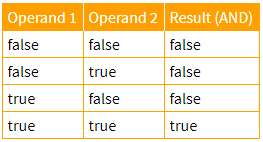 Operand 1 Operand 2 Result (AND)
false false false
false true false
true false false
true true true